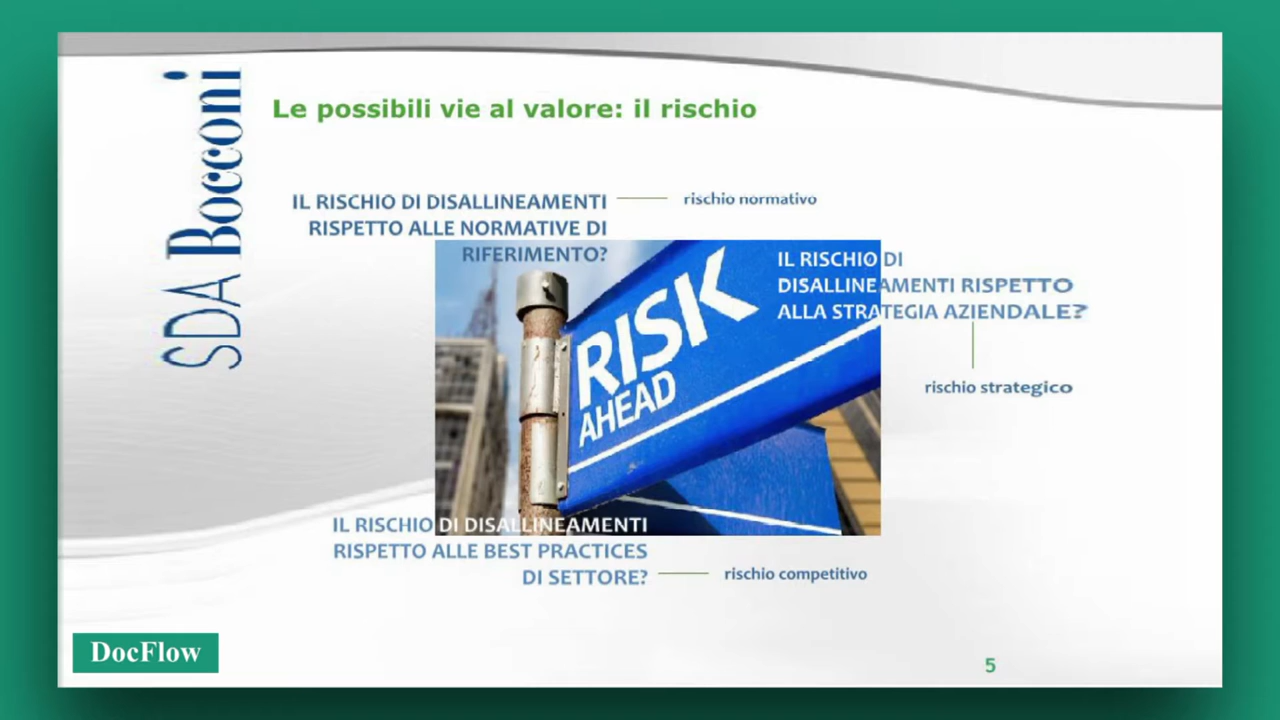 SDA Bocconi
Le possibili vie al valore: il rischio
IL RISCHIO DI DISALLINEAMENTI
RISPETTO ALLE NORMATIVE DI
RIFERIMENTO?
rischio normativo
IL RISCHIO DI
DISALLINEAMENTI RISPETTO
ALLA STRATEGIA AZIENDALE?
rischio strategico
RISK
AHEAD
IL RISCHIO DI DISALLINEAMENTI
RISPETTO ALLE BEST PRACTICES
DI SETTORE?
rischio competitivo
DocFlow
5